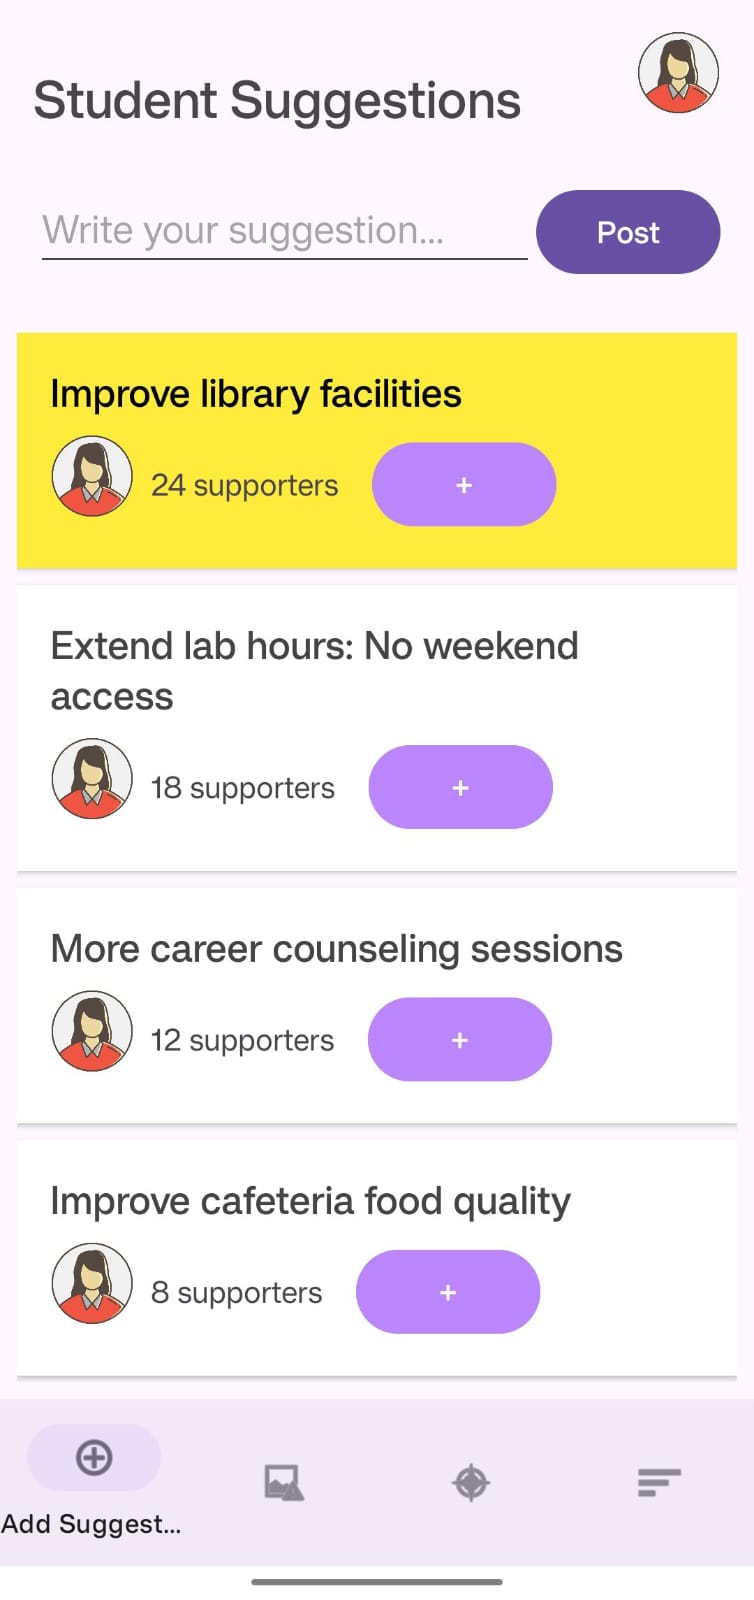 Student Suggestions
Write your suggestion...
Post
Improve library facilities
24 supporters
+
Extend lab hours: No weekend
access
18 supporters
+
More career counseling sessions
12 supporters
+
Improve cafeteria food quality
8 supporters
+
Add Suggest...